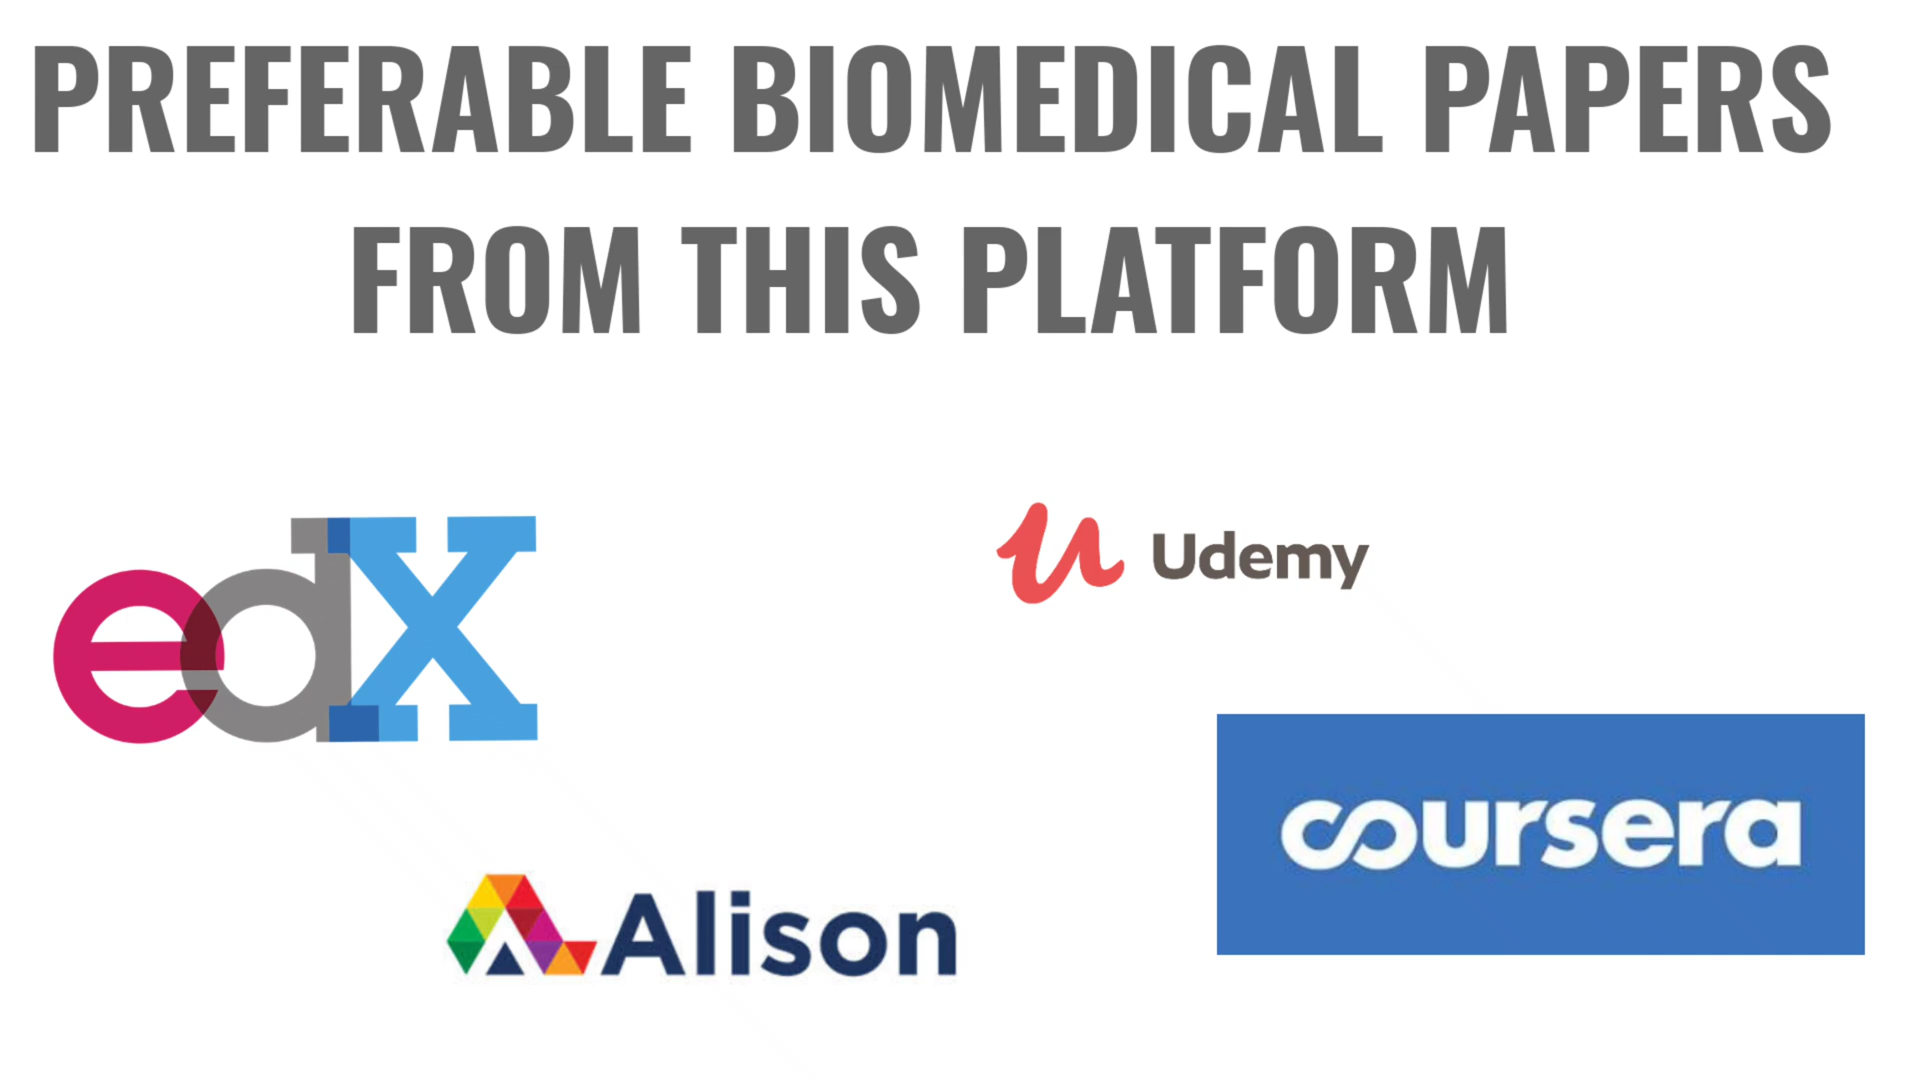 PREFERABLE BIOMEDICAL PAPERS
FROM THIS PLATFORM
edX
Udemy
coursera
Alison